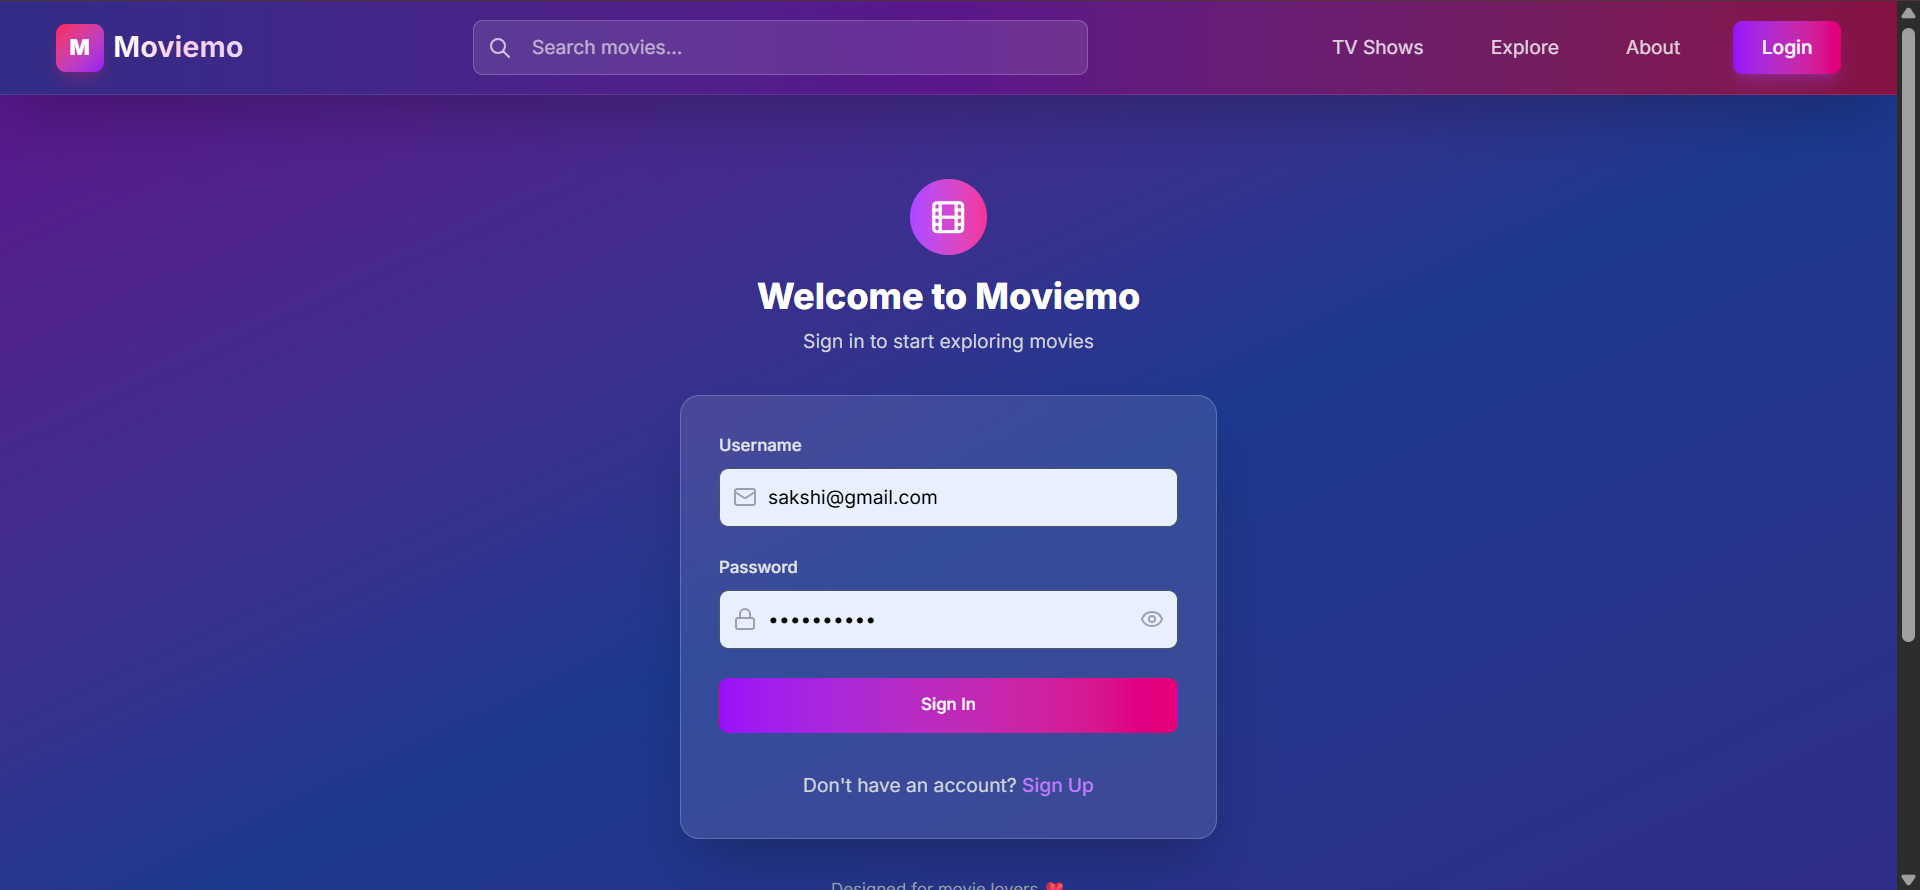 M Moviemo
Search movies...
TV Shows
Explore
About
Login
Welcome to Moviemo
Sign in to start exploring movies
Username
sakshi@gmail.com
Password
••••••••••
Sign In
Don't have an account? Sign Up
Designed for movie lovers ❤️